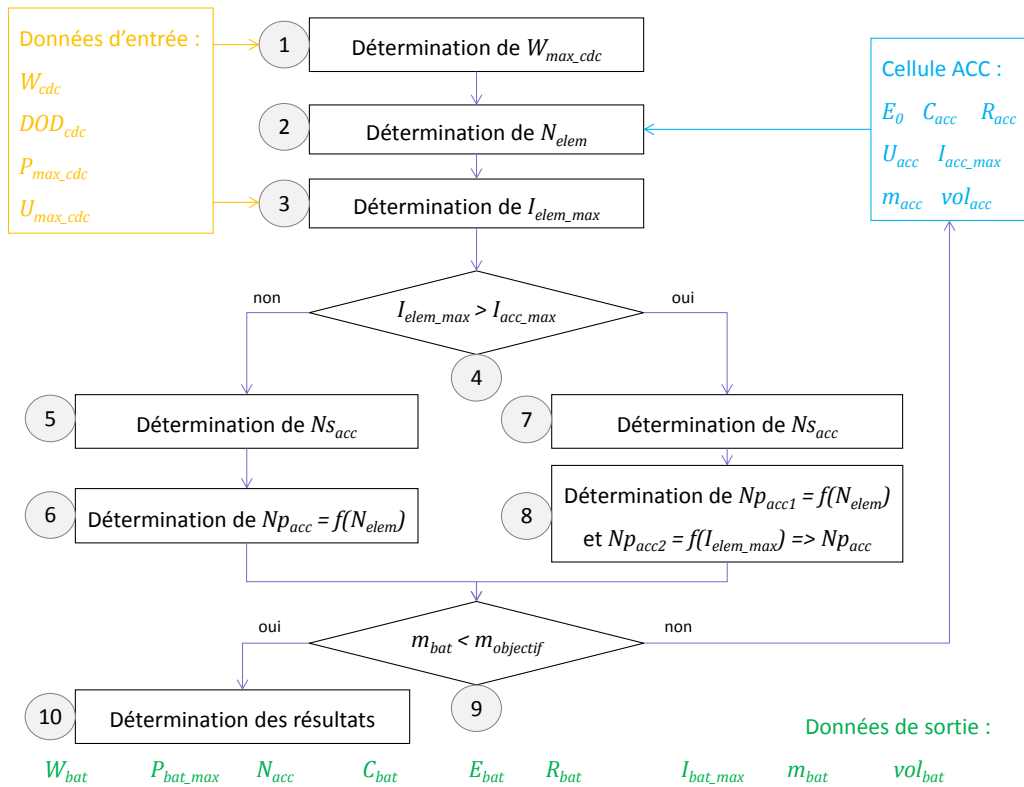 Données d'entrée :
W_cdc
DOD_cdc
P_max_cdc
U_max_cdc
1
Détermination de W_max_cdc
2
Détermination de N_elem
3
Détermination de I_elem_max
Cellule ACC :
E_0 C_acc R_acc
U_acc I_acc_max
m_acc vol_acc
non
I_elem_max > I_acc_max
oui
4
5
Détermination de Ns_acc
6
Détermination de Np_acc = f(N_elem)
7
Détermination de Ns_acc
8
Détermination de Np_acc1 = f(N_elem)
et Np_acc2 = f(I_elem_max) => Np_acc
oui
m_bat < m_objectif
non
9
10
Détermination des résultats
Données de sortie :
W_bat P_bat_max N_acc C_bat E_bat R_bat I_bat_max m_bat vol_bat